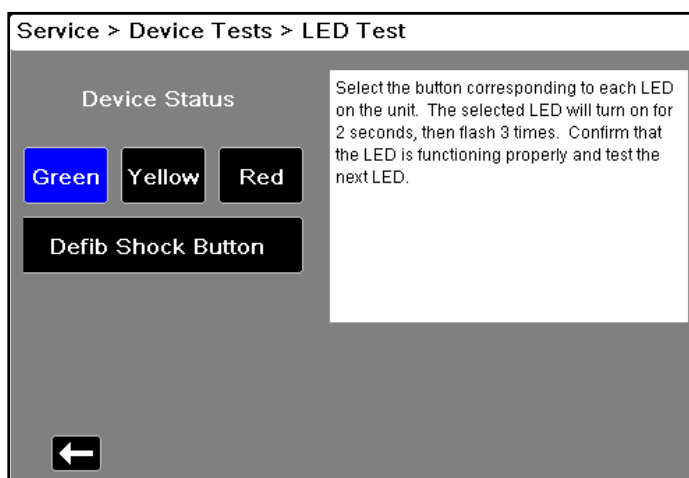 Service > Device Tests > LED Test
Device Status
Green Yellow Red
Defib Shock Button
Select the button corresponding to each LED
on the unit. The selected LED will turn on for
2 seconds, then flash 3 times. Confirm that
the LED is functioning properly and test the
next LED.